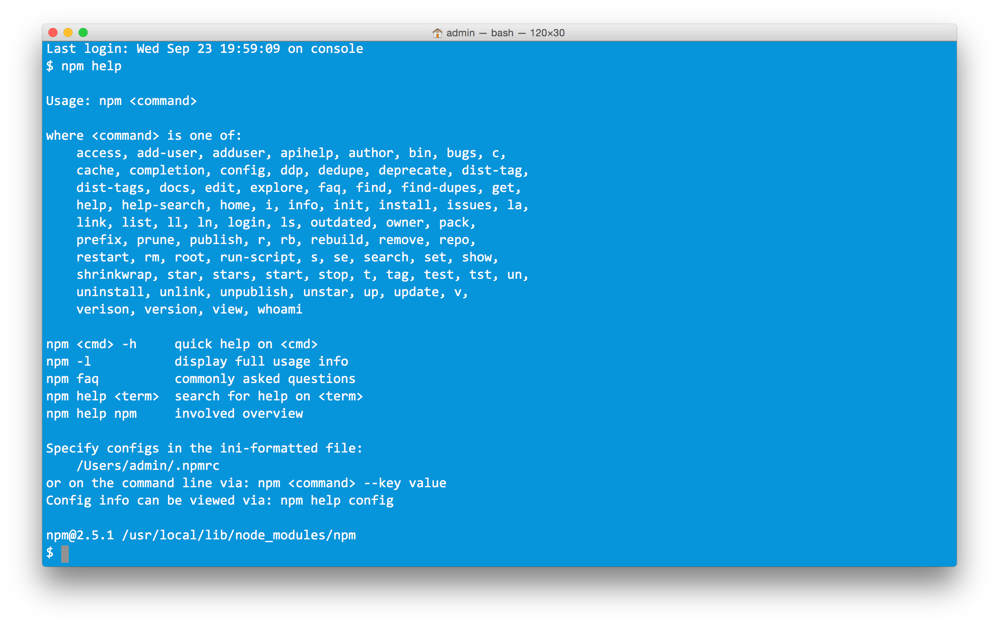 admin — bash — 120×30
Last login: Wed Sep 23 19:59:09 on console
$ npm help

Usage: npm <command>

where <command> is one of:
    access, add-user, adduser, apihelp, author, bin, bugs, c,
    cache, completion, config, ddp, dedupe, deprecate, dist-tag,
    dist-tags, docs, edit, explore, faq, find, find-dupes, get,
    help, help-search, home, i, info, init, install, issues, la,
    link, list, ll, ln, login, ls, outdated, owner, pack,
    prefix, prune, publish, r, rb, rebuild, remove, repo,
    restart, rm, root, run-script, s, se, search, set, show,
    shrinkwrap, star, stars, start, stop, t, tag, test, tst, un,
    uninstall, unlink, unpublish, unstar, up, update, v,
    verison, version, view, whoami

npm <cmd> -h     quick help on <cmd>
npm -l           display full usage info
npm faq          commonly asked questions
npm help <term>  search for help on <term>
npm help npm     involved overview

Specify configs in the ini-formatted file:
    /Users/admin/.npmrc
or on the command line via: npm <command> --key value
Config info can be viewed via: npm help config

npm@2.5.1 /usr/local/lib/node_modules/npm
$